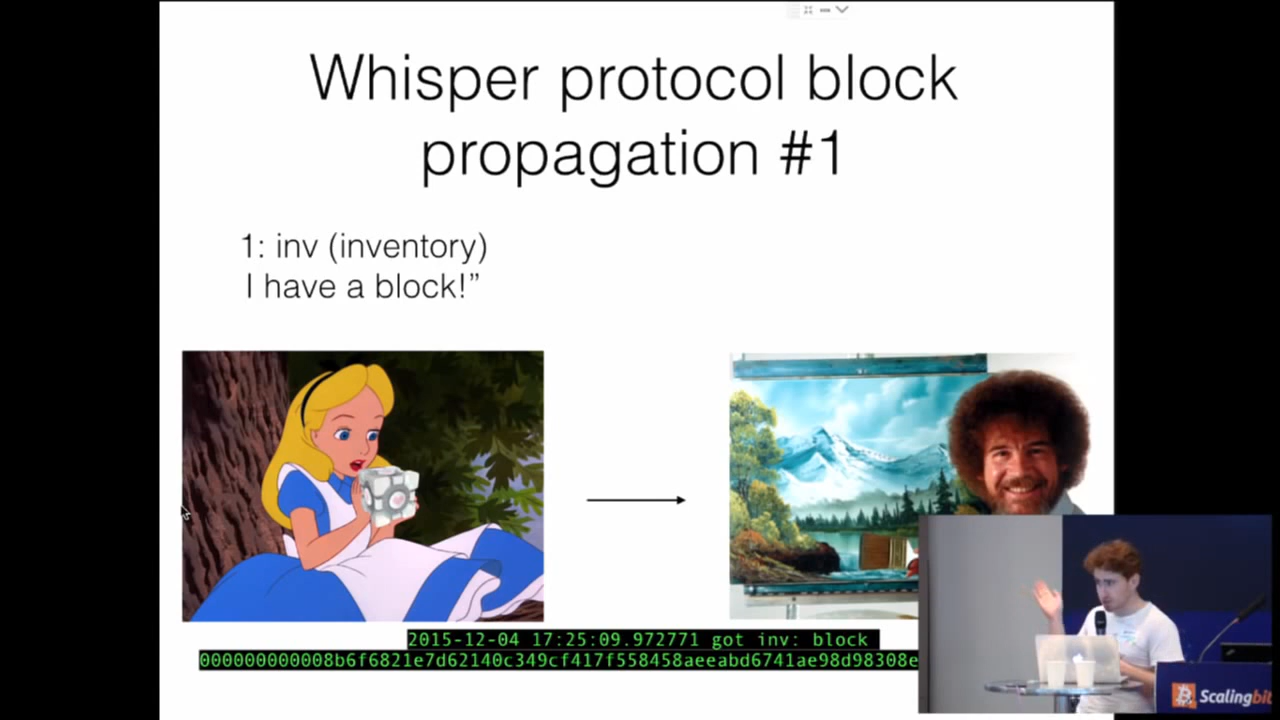 Whisper protocol block
propagation #1
1: inv (inventory)
I have a block!”
2015-12-04 17:25:09.972771 got inv: block
000000000008b6f6821e7d62140c349cf417f558458aeeabd6741ae98d98308e
Scalingbit